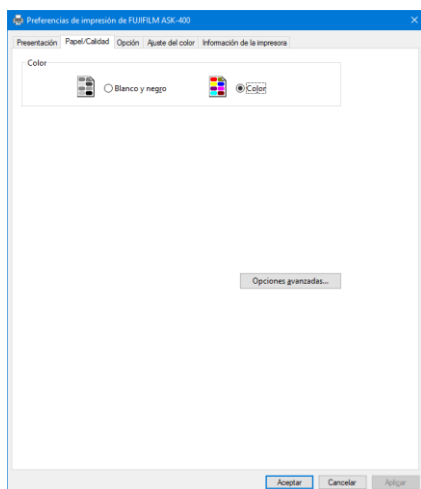 Preferencias de impresión de FUJIFILM ASK-400
Presentación Papel/Calidad Opción Ajuste del color Información de la impresora
Color
Blanco y negro Color
Opciones avanzadas...
Aceptar Cancelar Aplicar